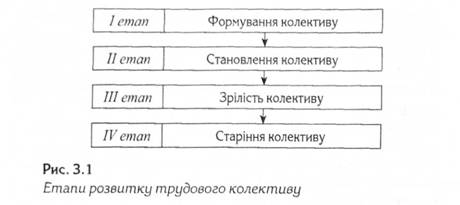 I етап Формування колективу
II етап Становлення колективу
III етап Зрілість колективу
IV етап Старіння колективу
Рис. 3.1
Етапи розвитку трудового колективу